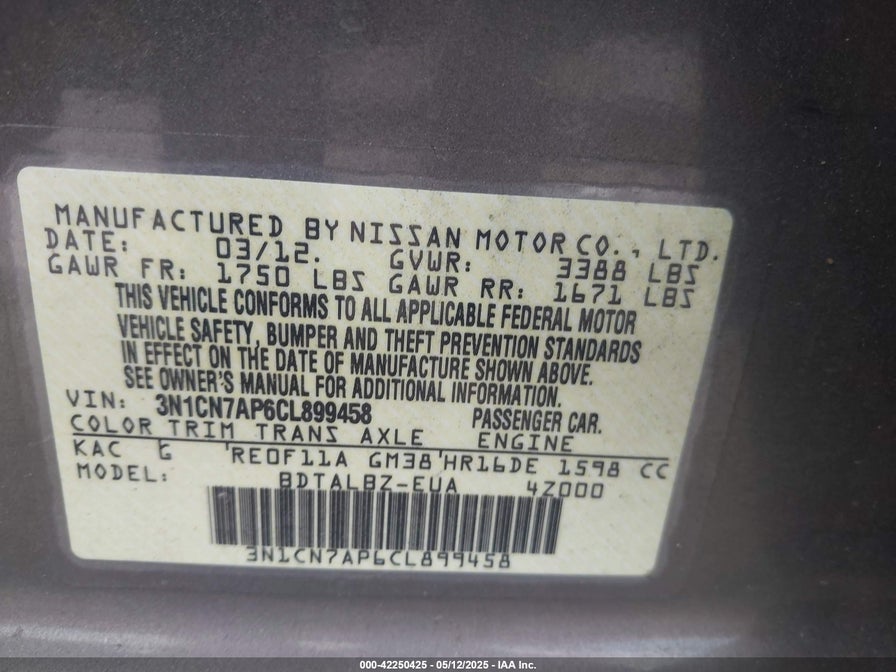 MANUFACTURED BY NISSAN MOTOR CO., LTD.
DATE: 03/12. GVWR: 3388 LBS
GAWR FR: 1750 LBS GAWR RR: 1671 LBS
THIS VEHICLE CONFORMS TO ALL APPLICABLE FEDERAL MOTOR
VEHICLE SAFETY, BUMPER AND THEFT PREVENTION STANDARDS
IN EFFECT ON THE DATE OF MANUFACTURE SHOWN ABOVE.
SEE OWNER'S MANUAL FOR ADDITIONAL INFORMATION.
VIN: 3N1CN7AP6CL899458 PASSENGER CAR.
COLOR TRIM TRANS AXLE ENGINE
KAC G RE0F11A GM38 HR16DE 1598 CC
MODEL: BDTALBZ-EUA 4Z000
3N1CN7AP6CL899458
000-42250425 - 05/12/2025 - IAA Inc.